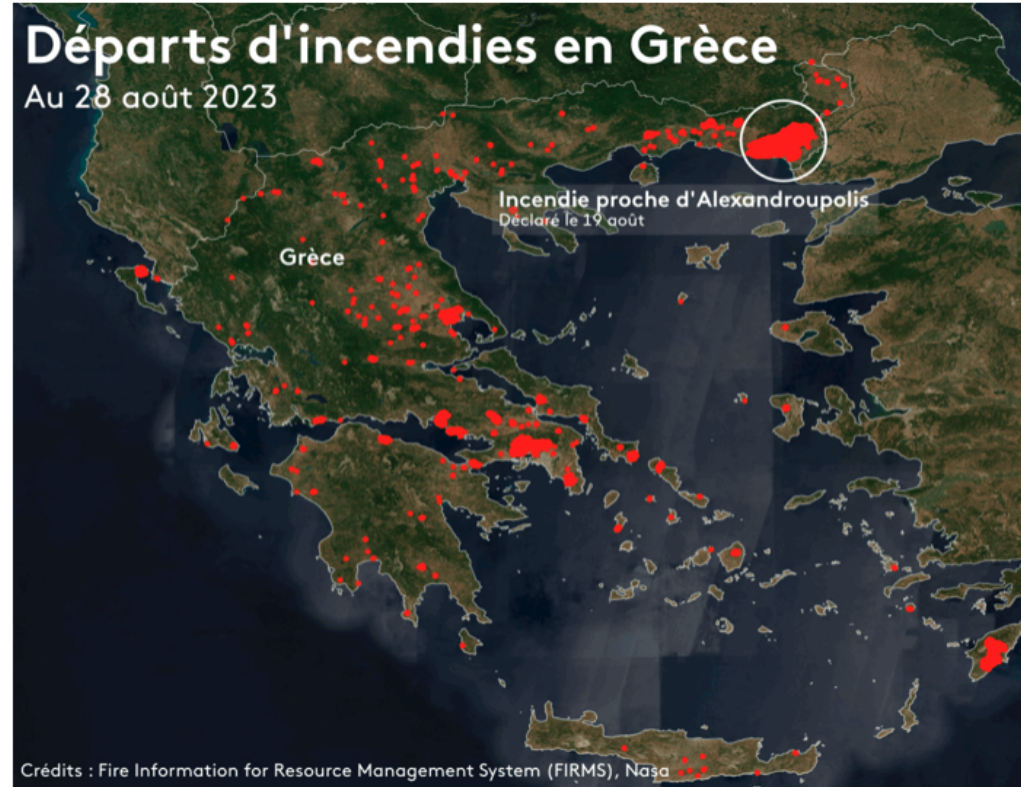 Départs d'incendies en Grèce
Au 28 août 2023
Incendie proche d'Alexandroupolis
Déclaré le 19 août
Grèce
Crédits : Fire Information for Resource Management System (FIRMS), Nasa